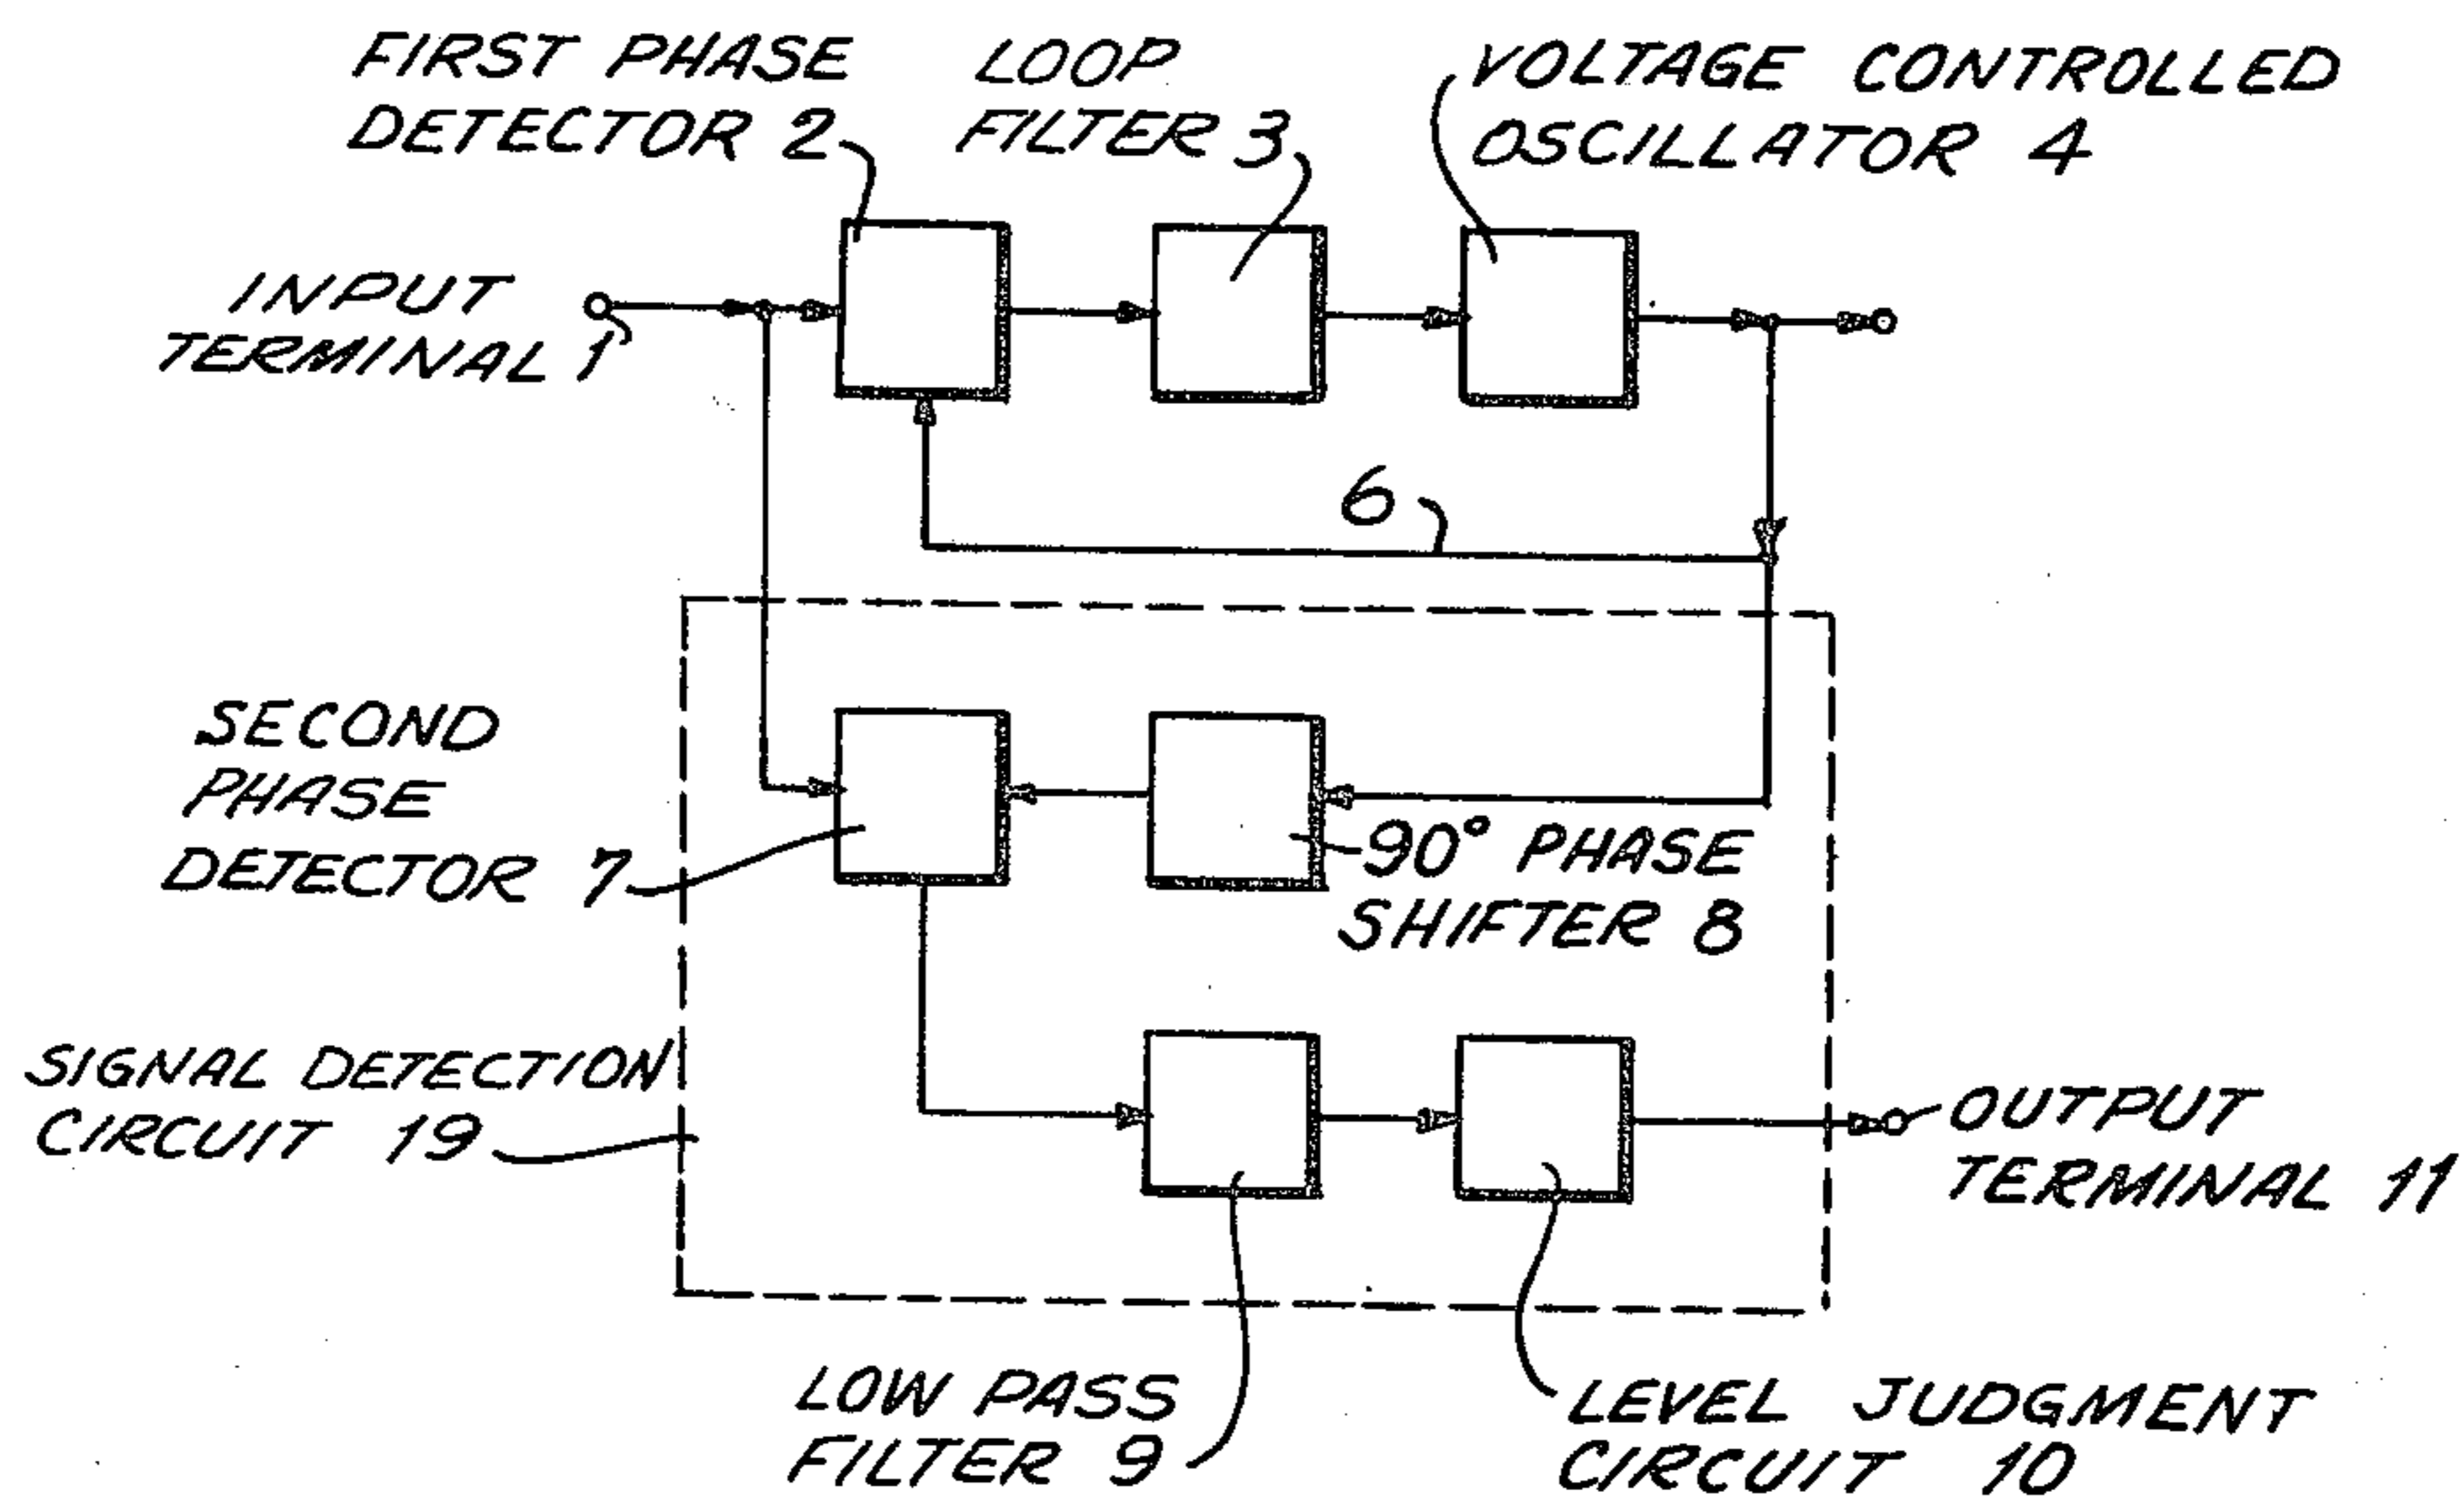 FIRST PHASE
DETECTOR 2
LOOP
FILTER 3
VOLTAGE CONTROLLED
OSCILLATOR 4
INPUT
TERMINAL 1
6
SECOND
PHASE
DETECTOR 7
90° PHASE
SHIFTER 8
SIGNAL DETECTION
CIRCUIT 19
OUTPUT
TERMINAL 11
LOW PASS
FILTER 9
LEVEL JUDGMENT
CIRCUIT 10